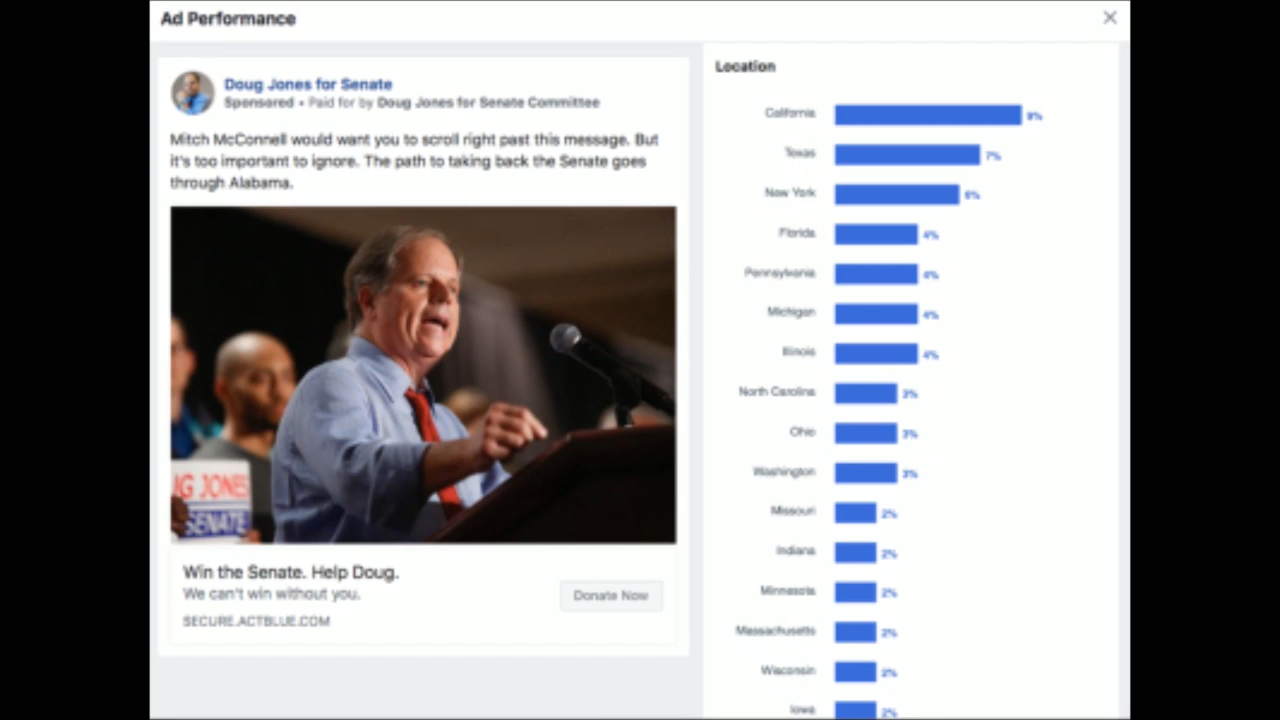 Ad Performance
Doug Jones for Senate
Sponsored • Paid for by Doug Jones for Senate Committee
Mitch McConnell would want you to scroll right past this message. But
it's too important to ignore. The path to taking back the Senate goes
through Alabama.
UG JONES
SENATE
Win the Senate. Help Doug.
We can't win without you.
SECURE.ACTBLUE.COM
Donate Now
Location
California 9%
Texas 7%
New York 6%
Florida 4%
Pennsylvania 4%
Michigan 4%
Illinois 4%
North Carolina 3%
Ohio 3%
Washington 3%
Missouri 2%
Indiana 2%
Minnesota 2%
Massachusetts 2%
Wisconsin 2%
Iowa 2%